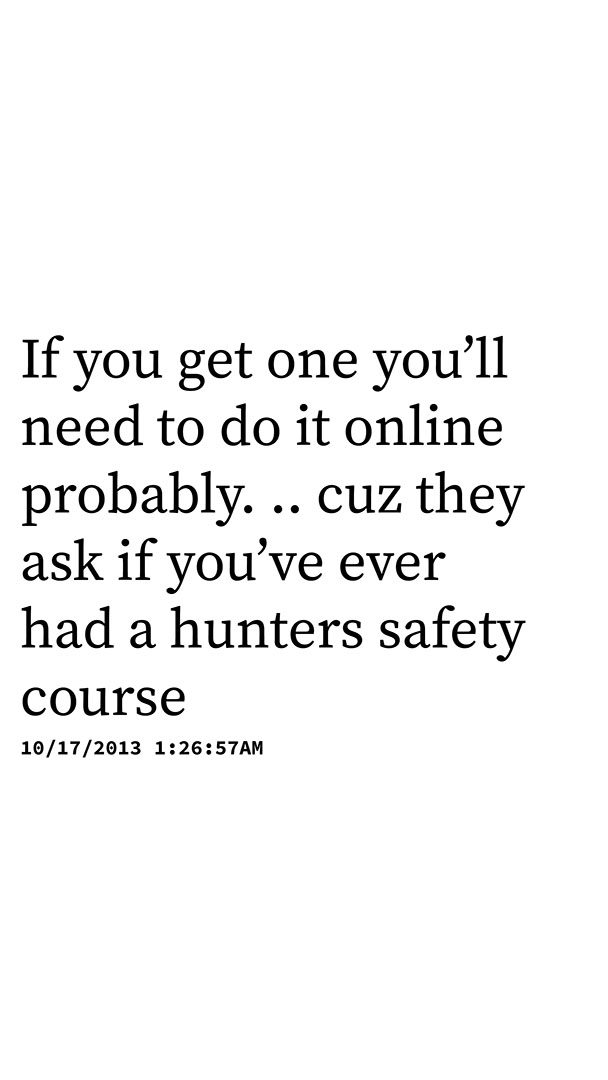 If you get one you’ll
need to do it online
probably. .. cuz they
ask if you’ve ever
had a hunters safety
course
10/17/2013 1:26:57AM